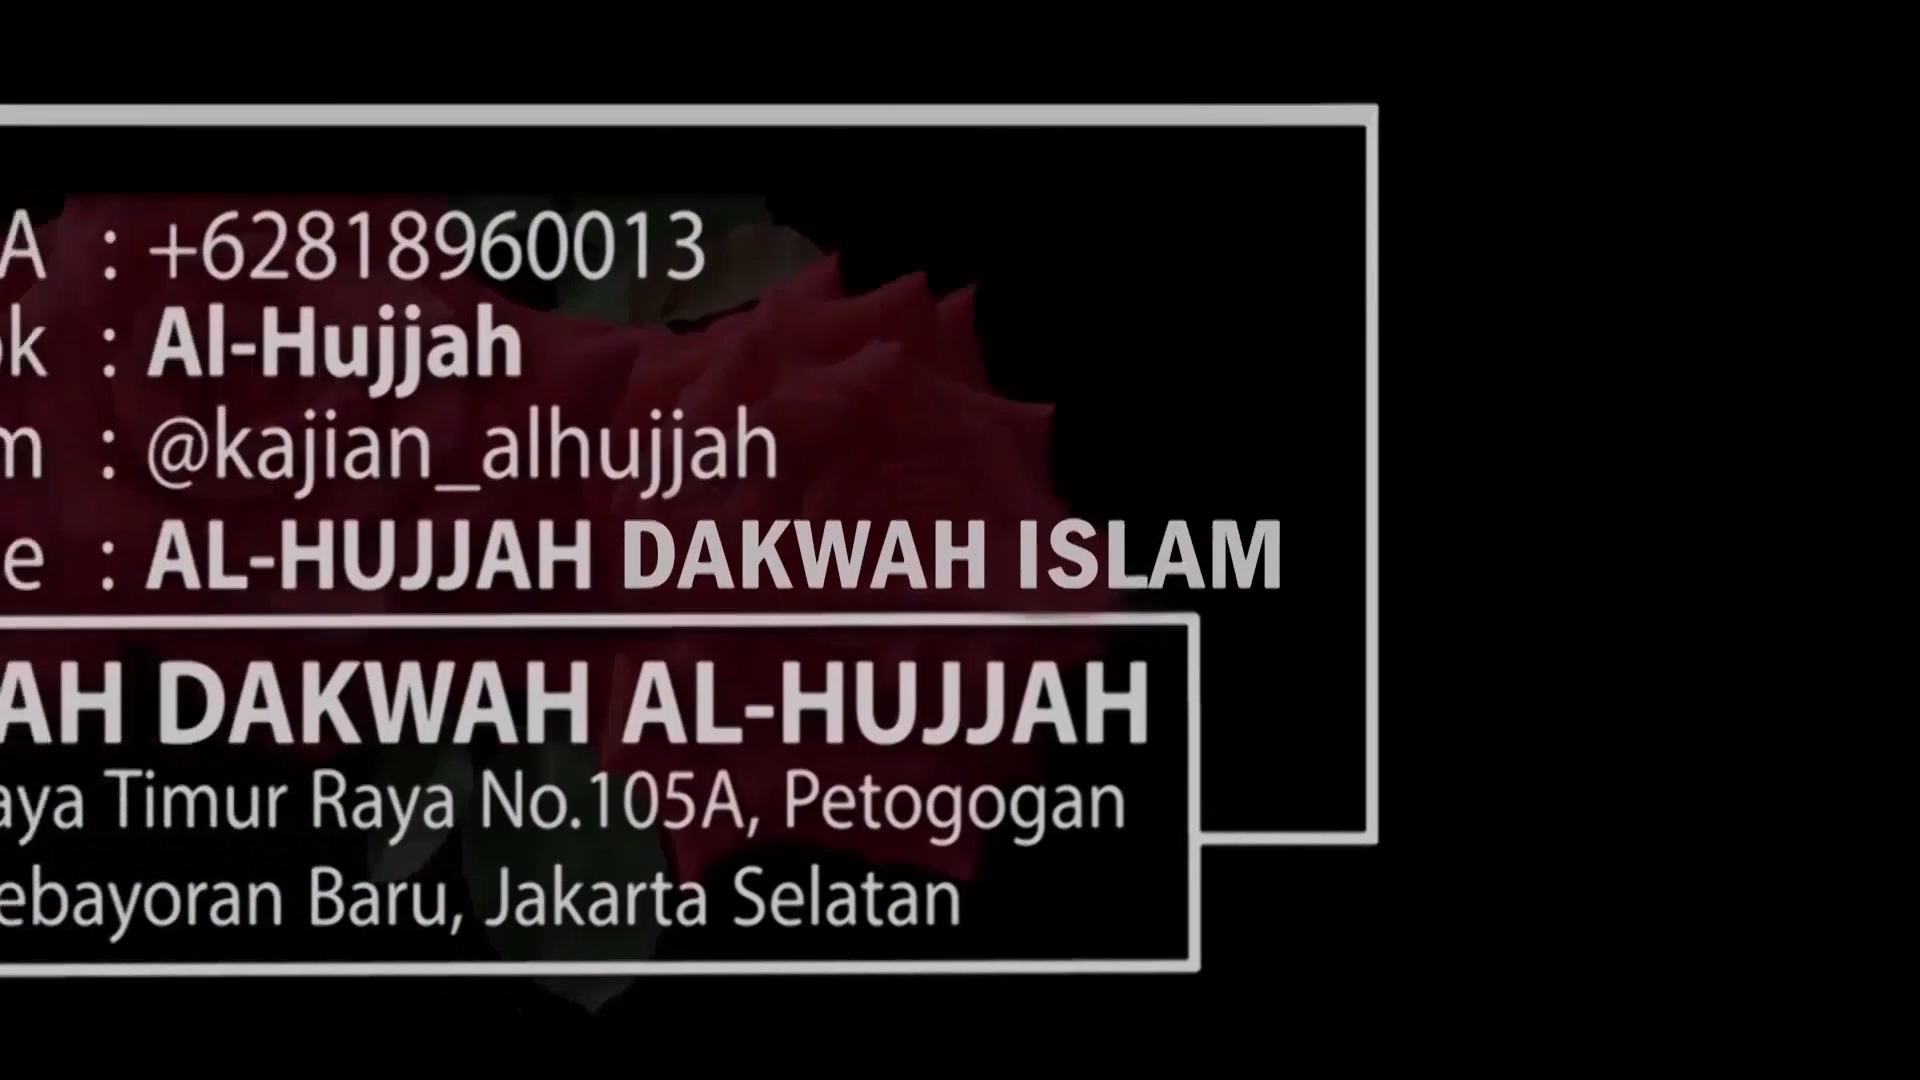 A : +62818960013
ok : Al-Hujjah
m : @kajian_alhujjah
e : AL-HUJJAH DAKWAH ISLAM
AH DAKWAH AL-HUJJAH
aya Timur Raya No.105A, Petogogan
ebayoran Baru, Jakarta Selatan